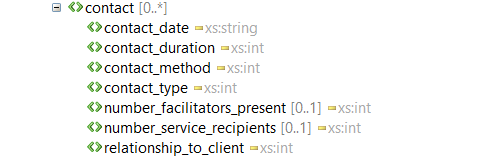 contact [0..*]
contact_date xs:string
contact_duration xs:int
contact_method xs:int
contact_type xs:int
number_facilitators_present [0..1] xs:int
number_service_recipients [0..1] xs:int
relationship_to_client xs:int